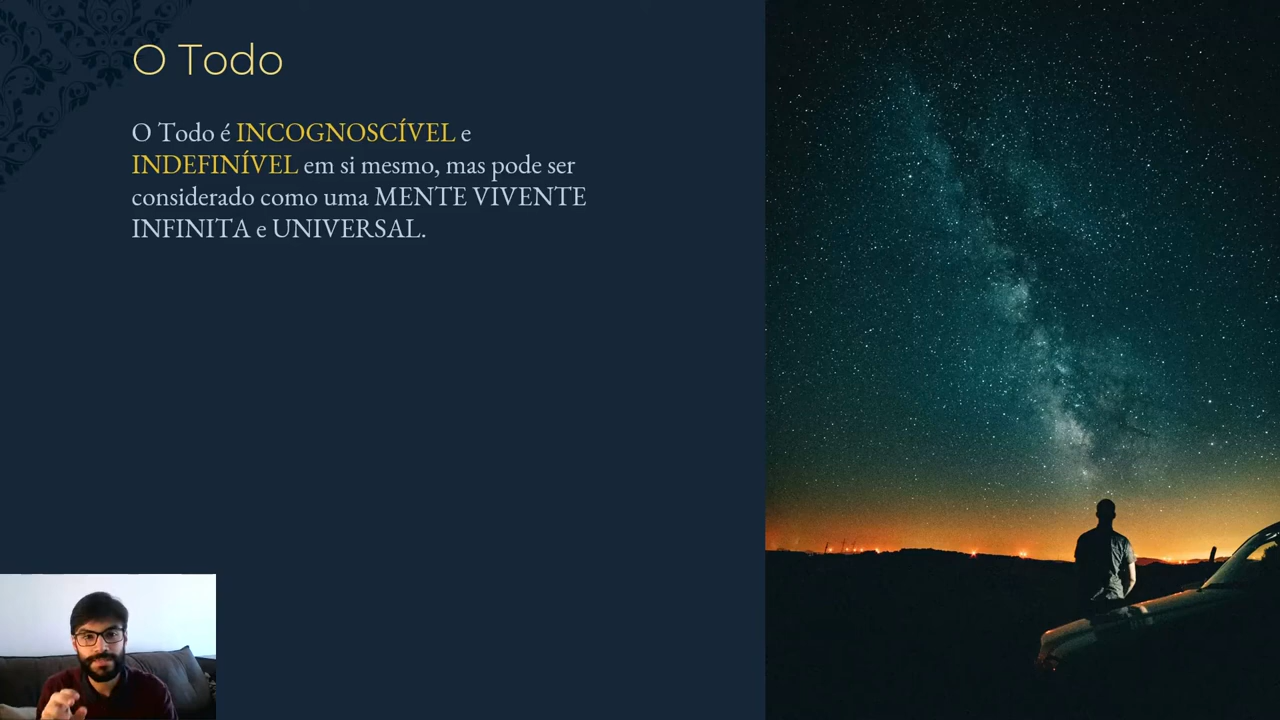 O Todo
O Todo é INCOGNOSCÍVEL e
INDEFINÍVEL em si mesmo, mas pode ser
considerado como uma MENTE VIVENTE
INFINITA e UNIVERSAL.